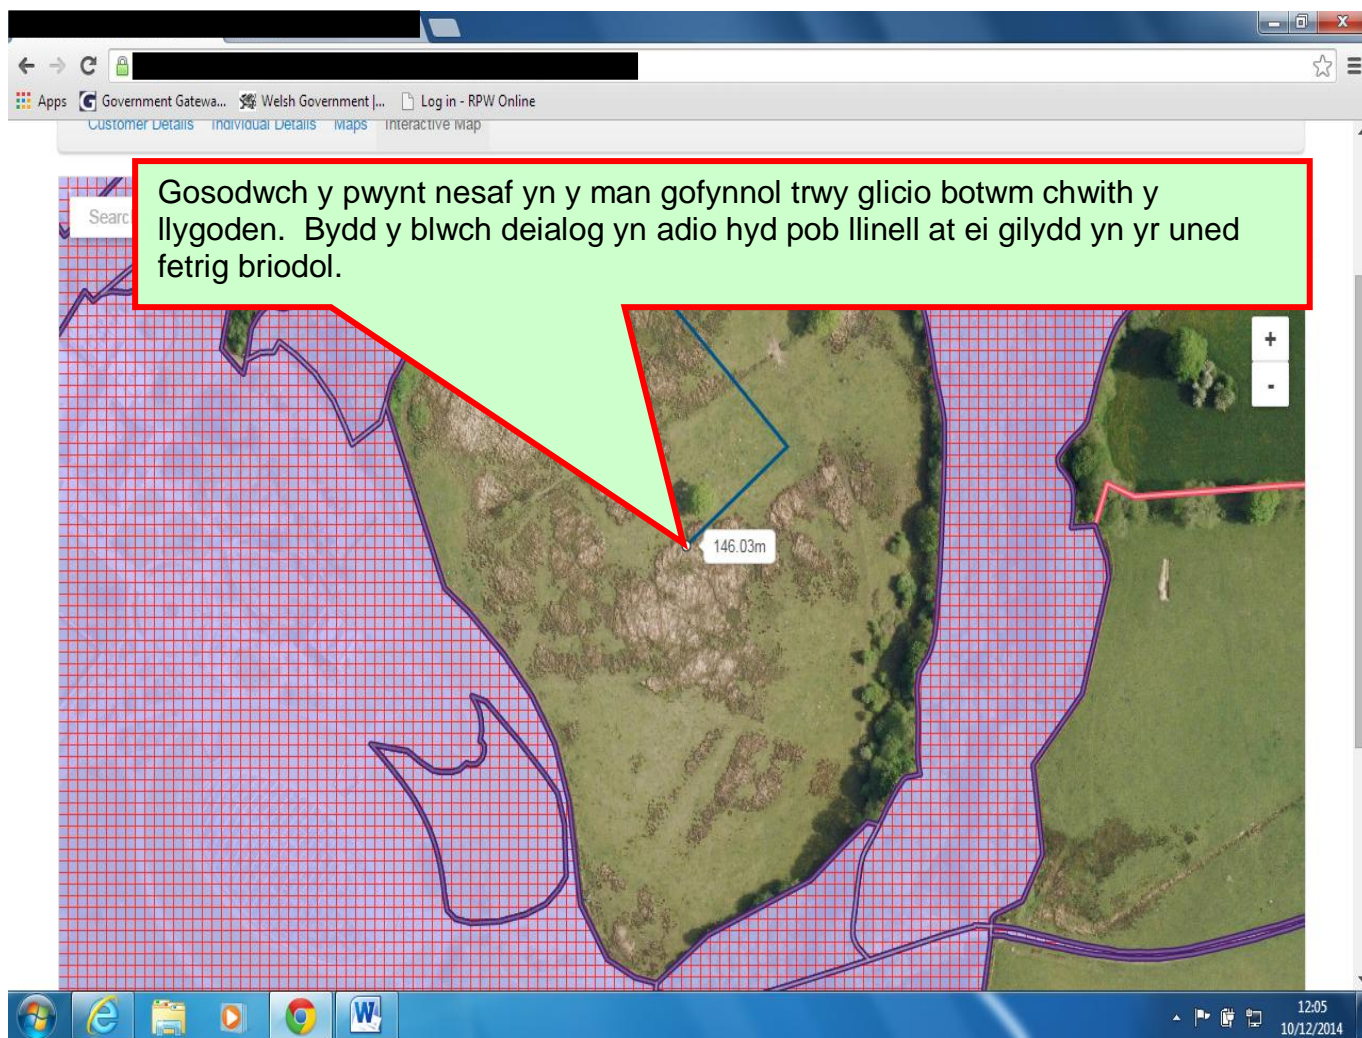 Apps Government Gatewa... Welsh Government |... Log in - RPW Online
Customer Details Individual Details Maps Interactive Map
Gosodwch y pwynt nesaf yn y man gofynnol trwy glicio botwm chwith y
llygoden. Bydd y blwch deialog yn adio hyd pob llinell at ei gilydd yn yr uned
fetrig briodol.
Searc
+
-
146.03m
12:05
10/12/2014